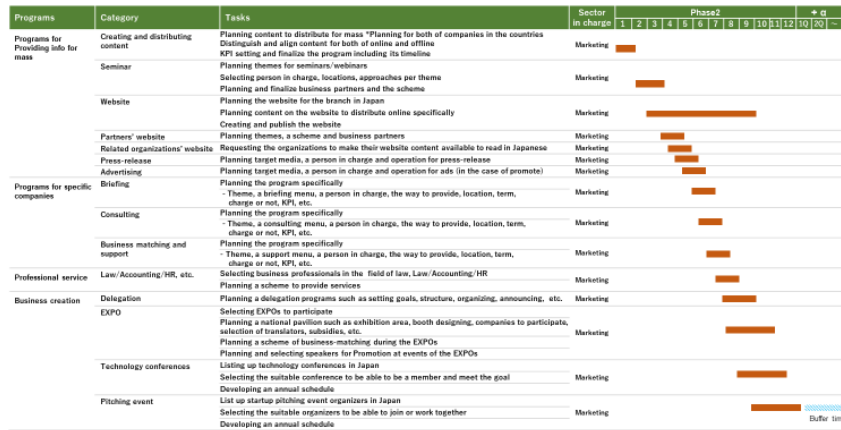 Programs Category Tasks Sector in charge Phase2 + α
1 2 3 4 5 6 7 8 9 10 11 12 1Q 2Q ～
Programs for Providing info for mass
Creating and distributing content
Planning content to distribute for mass *Planning for both of companies in the countries
Distinguish and align content for both of online and offline
KPI setting and finalize the program including its timeline
Marketing
Seminar
Planning themes for seminars/webinars
Selecting person in charge, locations, approaches per theme
Planning and finalize business partners and the scheme
Marketing
Website
Planning the website for the branch in Japan
Planning content on the website to distribute online specifically
Creating and publish the website
Marketing
Partners' website
Planning themes, a scheme and business partners
Marketing
Related organizations' website
Requesting the organizations to make their website content available to read in Japanese
Marketing
Press-release
Planning target media, a person in charge and operation for press-release
Marketing
Advertising
Planning target media, a person in charge and operation for ads (in the case of promote)
Marketing
Programs for specific companies
Briefing
Planning the program specifically
- Theme, a briefing menu, a person in charge, the way to provide, location, term,
charge or not, KPI, etc.
Marketing
Consulting
Planning the program specifically
- Theme, a consulting menu, a person in charge, the way to provide, location, term,
charge or not, KPI, etc.
Marketing
Business matching and support
Planning the program specifically
- Theme, a support menu, a person in charge, the way to provide, location, term,
charge or not, KPI, etc.
Marketing
Professional service
Law/Accounting/HR, etc.
Selecting business professionals in the field of law, Law/Accounting/HR
Planning a scheme to provide services
Marketing
Business creation
Delegation
Planning a delegation programs such as setting goals, structure, organizing, announcing, etc.
Marketing
EXPO
Selecting EXPOs to participate
Planning a national pavilion such as exhibition area, booth designing, companies to participate,
selection of translators, subsidies, etc.
Planning a scheme of business-matching during the EXPOs
Planning and selecting speakers for Promotion at events of the EXPOs
Marketing
Technology conferences
Listing up technology conferences in Japan
Selecting the suitable conference to be able to be a member and meet the goal
Developing an annual schedule
Marketing
Pitching event
List up startup pitching event organizers in Japan
Selecting the suitable organizers to be able to join or work together
Developing an annual schedule
Marketing
Buffer tim